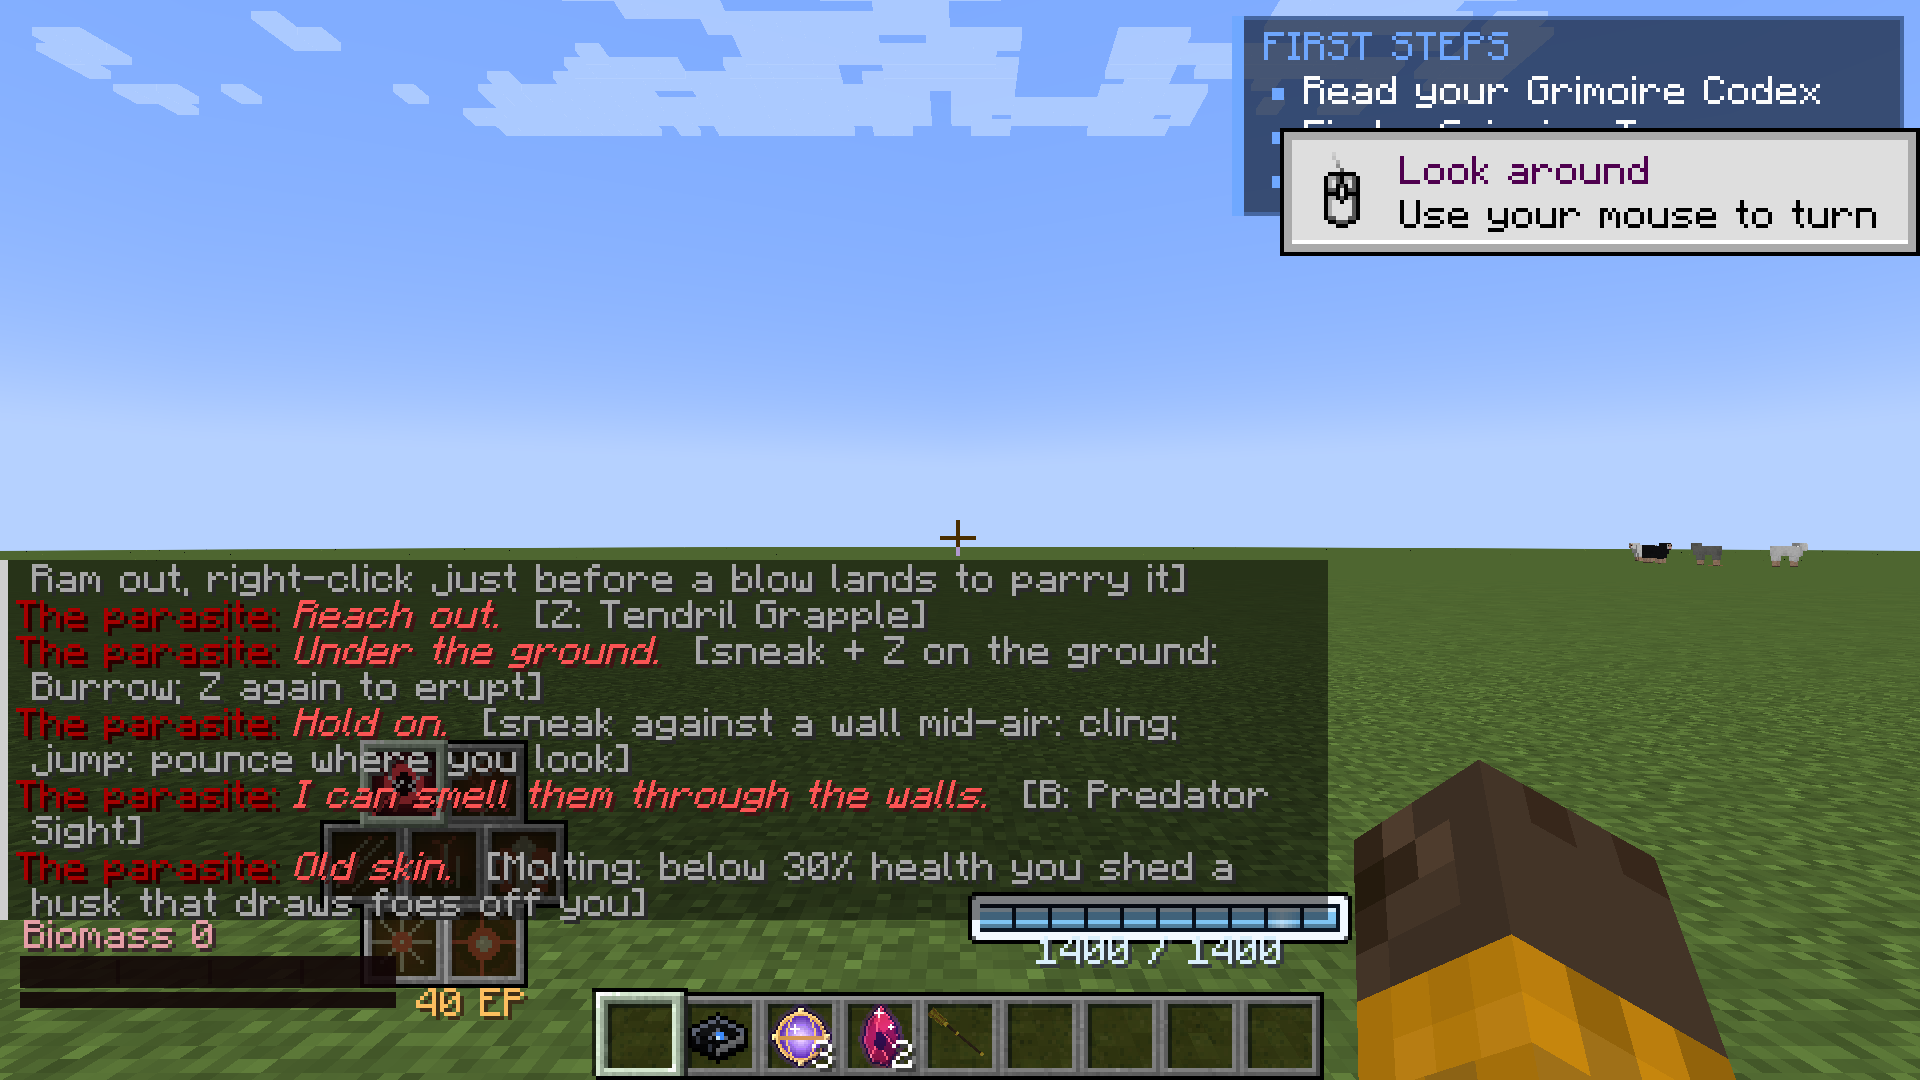 FIRST STEPS
Read your Grimoire Codex
Look around
Use your mouse to turn
Ram out, right-click just before a blow lands to parry it]
The parasite: Reach out. [Z: Tendril Grapple]
The parasite: Under the ground. [sneak + Z on the ground:
Burrow; Z again to erupt]
The parasite: Hold on. [sneak against a wall mid-air: cling;
jump: pounce where you look]
The parasite: I can smell them through the walls. [B: Predator
Sight]
The parasite: Old skin. [Molting: below 30% health you shed a
husk that draws foes off you]
Biomass 0
1400 / 1400
40 EP
3
2